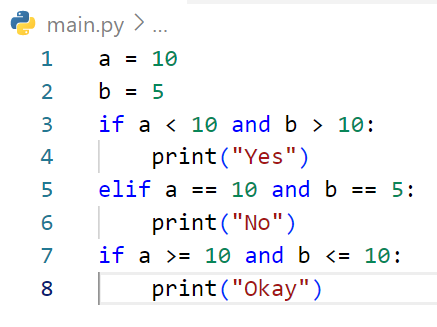 main.py > ...
1 a = 10
2 b = 5
3 if a < 10 and b > 10:
4     print("Yes")
5 elif a == 10 and b == 5:
6     print("No")
7 if a >= 10 and b <= 10:
8     print("Okay")